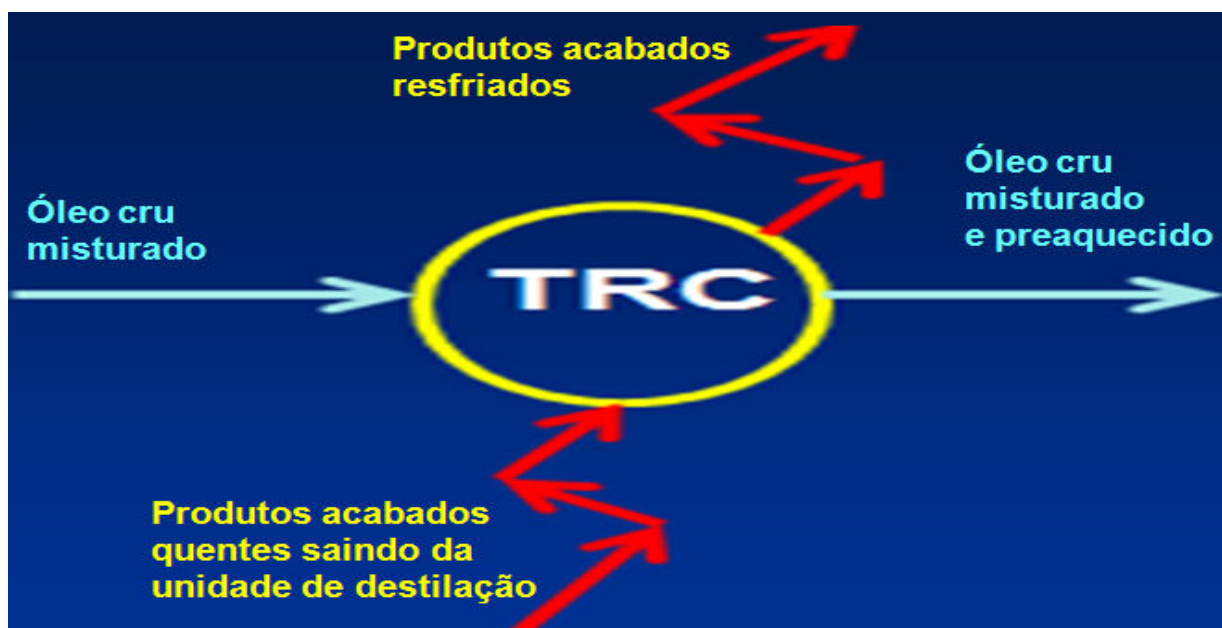 Produtos acabados
resfriados
Óleo cru
misturado
e preaquecido
Óleo cru
misturado
TRC
Produtos acabados
quentes saindo da
unidade de destilação